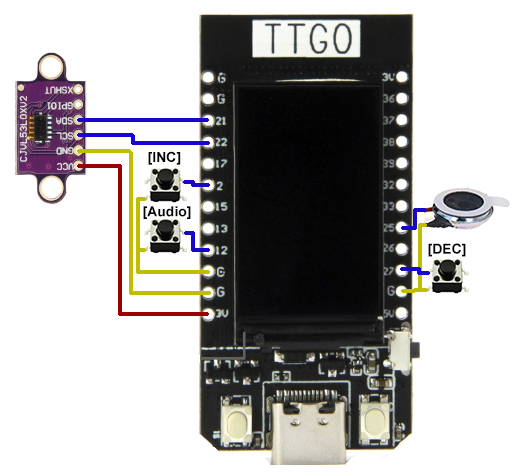 TTGO
CJVL53L0XV2
XSHUT
GPIO1
SDA
SCL
GND
VCC
[INC]
[Audio]
[DEC]
G
G
21
22
17
2
15
13
12
G
G
3V
3V
36
37
38
39
32
33
25
26
27
G
5V